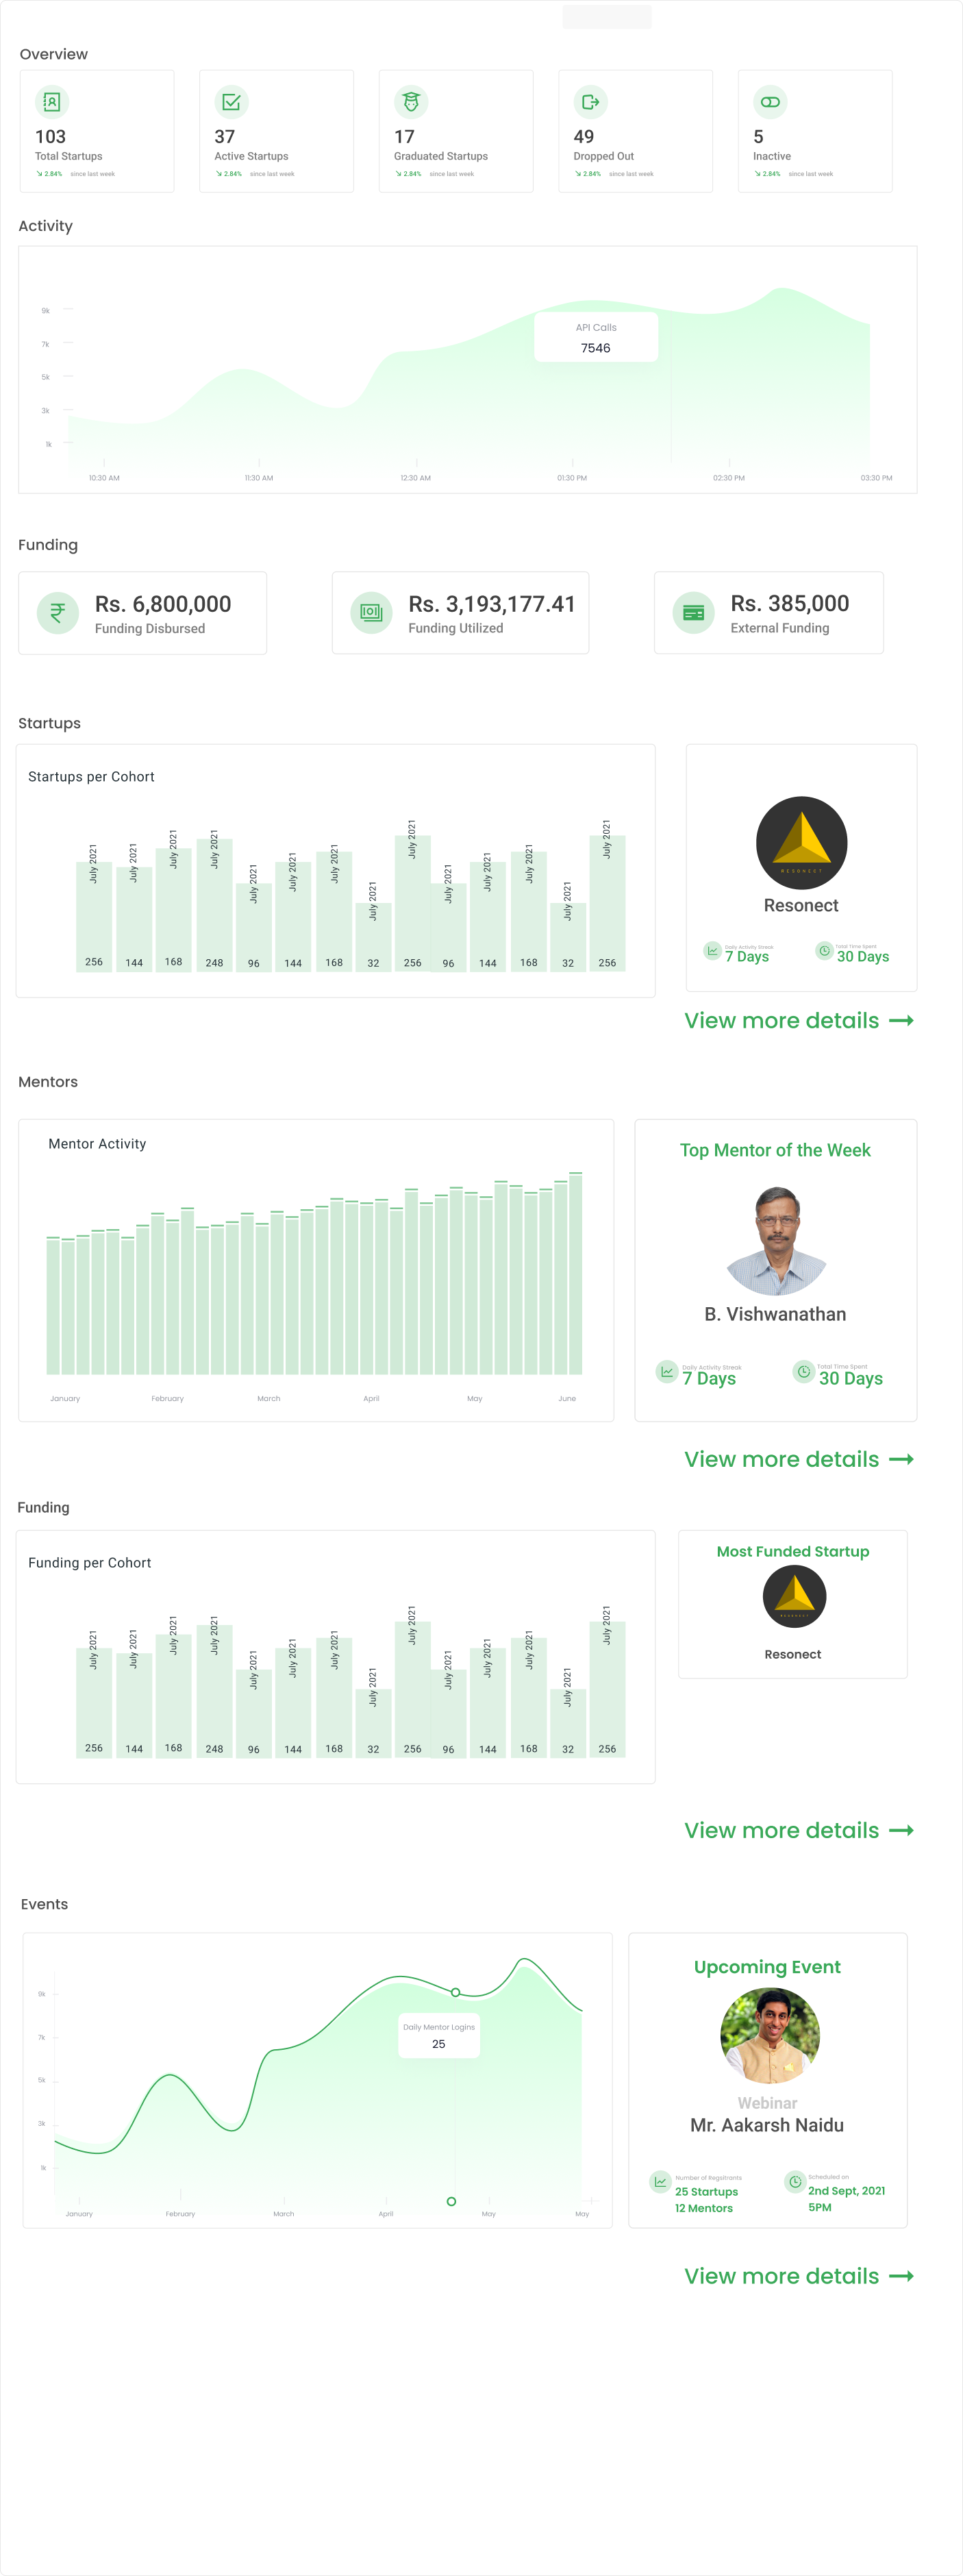 Overview
103
Total Startups
2.84% since last week
37
Active Startups
2.84% since last week
17
Graduated Startups
2.84% since last week
49
Dropped Out
2.84% since last week
5
Inactive
2.84% since last week
Activity
9k
7k
5k
3k
1k
API Calls
7546
10:30 AM 11:30 AM 12:30 AM 01:30 PM 02:30 PM 03:30 PM
Funding
Rs. 6,800,000
Funding Disbursed
Rs. 3,193,177.41
Funding Utilized
Rs. 385,000
External Funding
Startups
Startups per Cohort
July 2021 July 2021 July 2021 July 2021 July 2021 July 2021 July 2021 July 2021 July 2021 July 2021 July 2021 July 2021 July 2021 July 2021
256 144 168 248 96 144 168 32 256 96 144 168 32 256
RESONECT
Resonect
Daily Activity Streak
7 Days
Total Time Spent
30 Days
View more details
Mentors
Mentor Activity
January February March April May June
Top Mentor of the Week
B. Vishwanathan
Daily Activity Streak
7 Days
Total Time Spent
30 Days
View more details
Funding
Funding per Cohort
July 2021 July 2021 July 2021 July 2021 July 2021 July 2021 July 2021 July 2021 July 2021 July 2021 July 2021 July 2021 July 2021 July 2021
256 144 168 248 96 144 168 32 256 96 144 168 32 256
Most Funded Startup
RESONECT
Resonect
View more details
Events
9k
7k
5k
3k
1k
Daily Mentor Logins
25
January February March April May May
Upcoming Event
Webinar
Mr. Aakarsh Naidu
Number of Regsitrants
25 Startups
12 Mentors
Scheduled on
2nd Sept, 2021
5PM
View more details